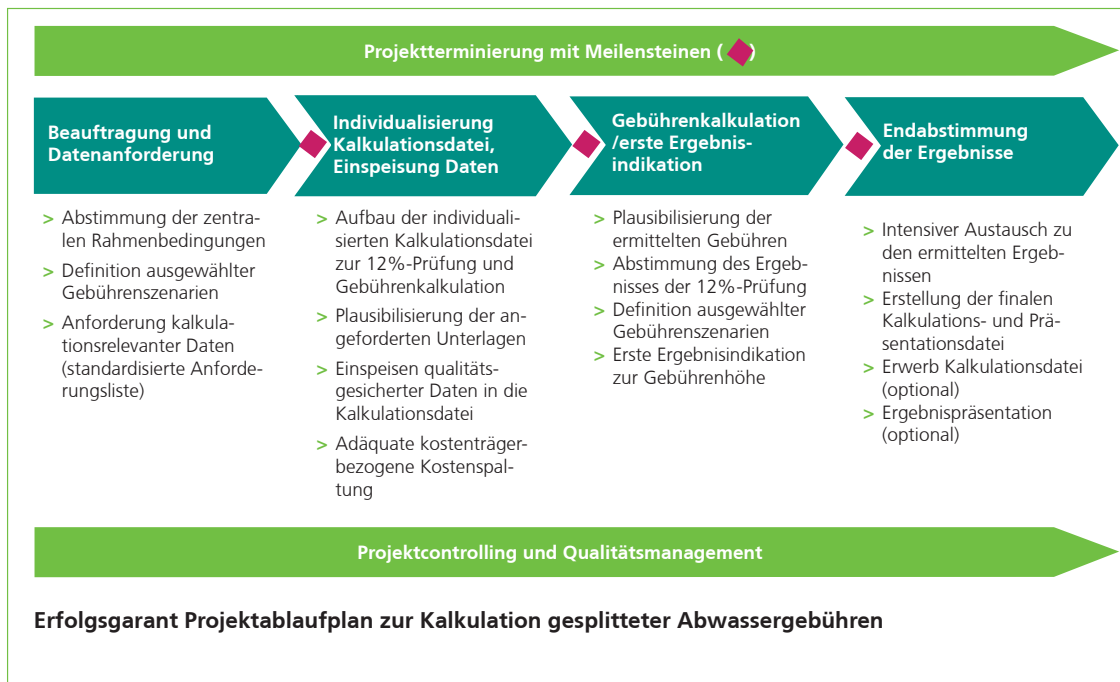 Projektterminierung mit Meilensteinen ( )
Beauftragung und
Datenanforderung
> Abstimmung der zentra-
len Rahmenbedingungen
> Definition ausgewählter
Gebührenszenarien
> Anforderung kalkula-
tionsrelevanter Daten
(standardisierte Anforde-
rungsliste)
Individualisierung
Kalkulationsdatei,
Einspeisung Daten
> Aufbau der individuali-
sierten Kalkulationsdatei
zur 12%-Prüfung und
Gebührenkalkulation
> Plausibilisierung der an-
geforderten Unterlagen
> Einspeisen qualitäts-
gesicherter Daten in die
Kalkulationsdatei
> Adäquate kostenträger-
bezogene Kostenspal-
tung
Gebührenkalkulation
/erste Ergebnis-
indikation
> Plausibilisierung der
ermittelten Gebühren
> Abstimmung des Ergeb-
nisses der 12%-Prüfung
> Definition ausgewählter
Gebührenszenarien
> Erste Ergebnisindikation
zur Gebührenhöhe
Endabstimmung
der Ergebnisse
> Intensiver Austausch zu
den ermittelten Ergeb-
nissen
> Erstellung der finalen
Kalkulations- und Prä-
sentationsdatei
> Erwerb Kalkulationsdatei
(optional)
> Ergebnispräsentation
(optional)
Projektcontrolling und Qualitätsmanagement
Erfolgsgarant Projektablaufplan zur Kalkulation gesplitteter Abwassergebühren